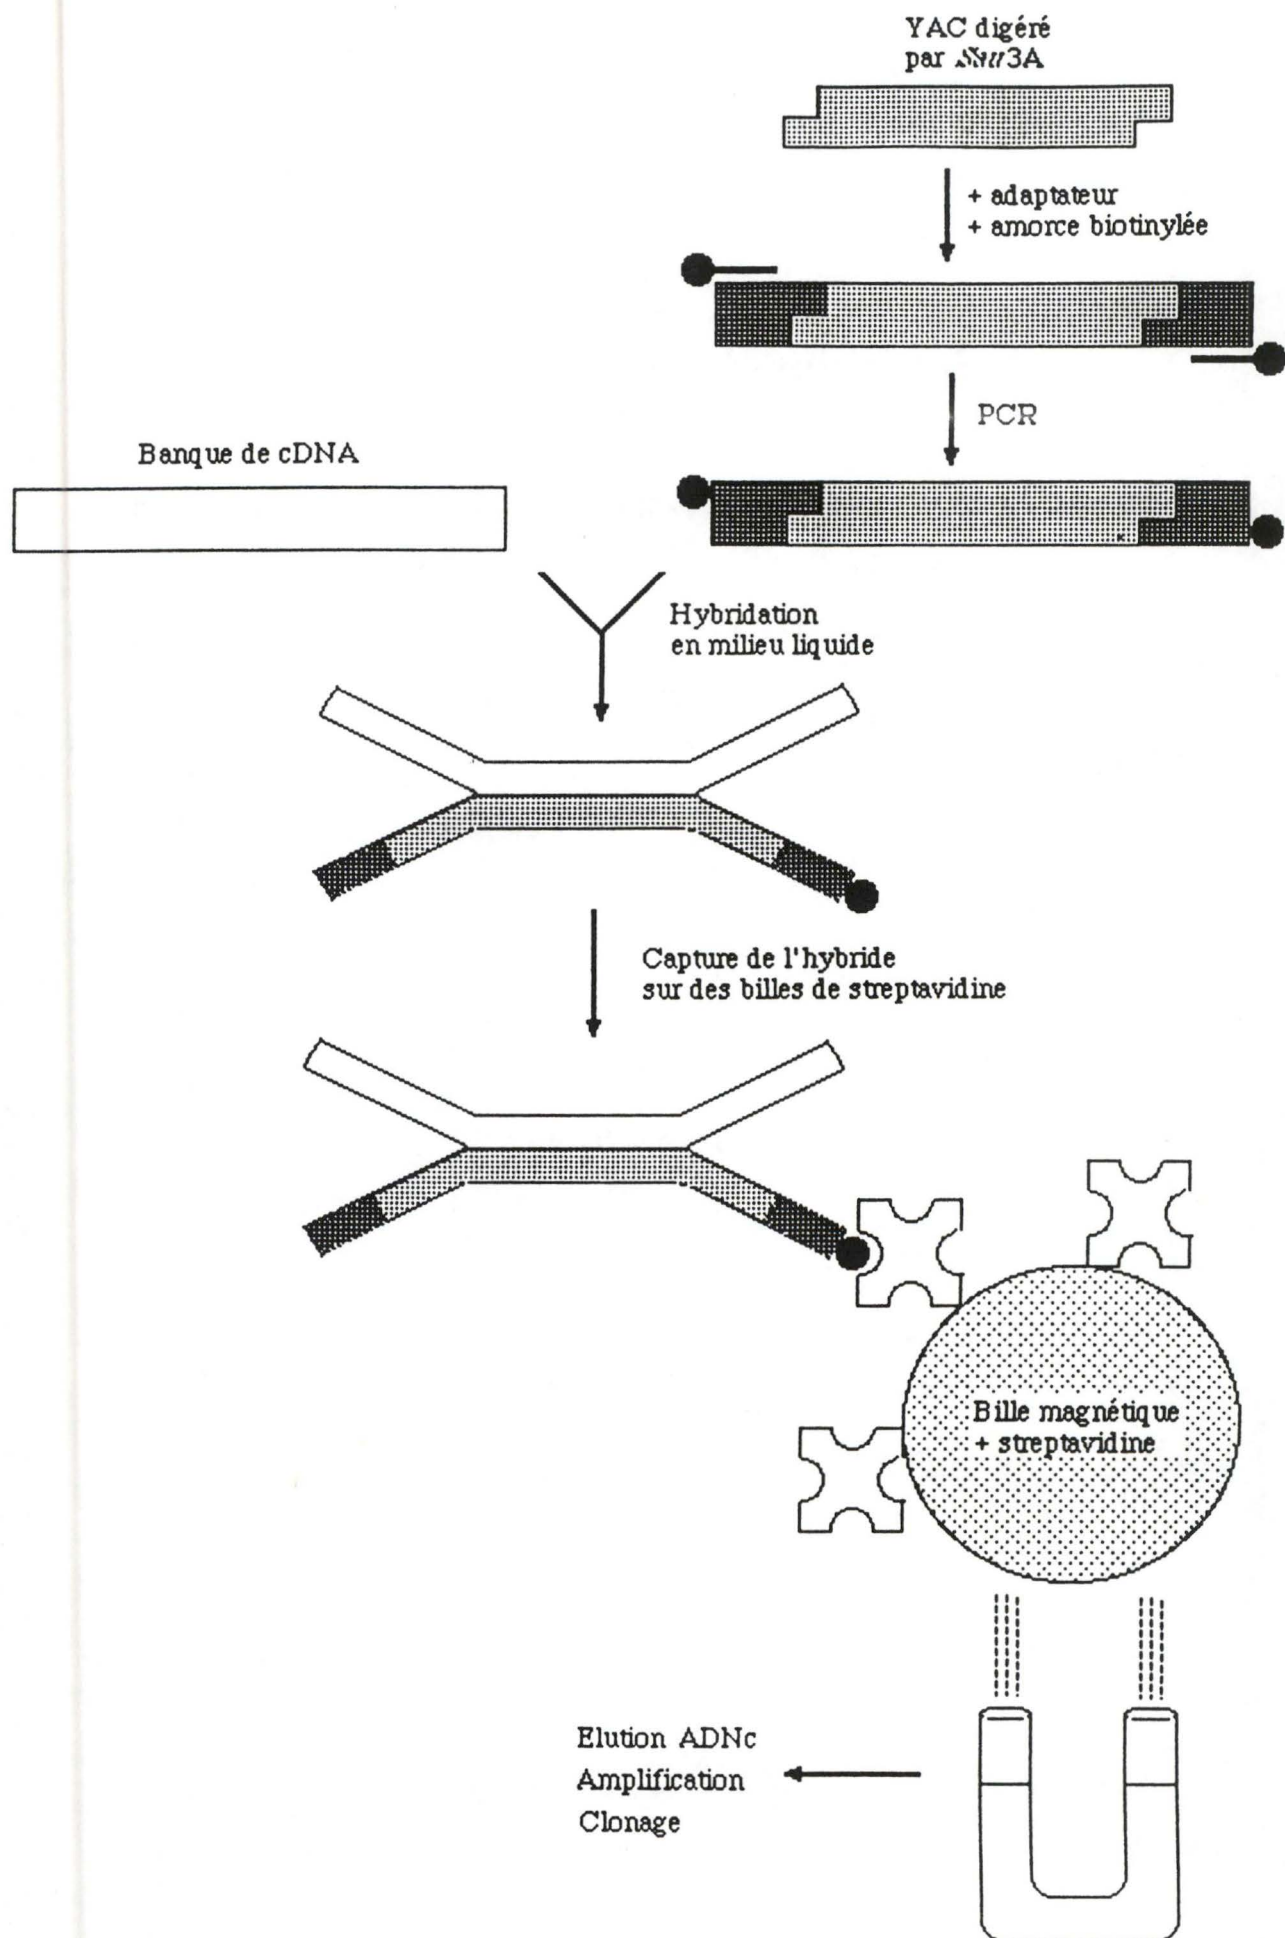 YAC digéré
par Sau3A
+ adaptateur
+ amorce biotinylée
PCR
Banque de cDNA
Hybridation
en milieu liquide
Capture de l'hybride
sur des billes de streptavidine
Bille magnétique
+ streptavidine
Elution ADNc
Amplification
Clonage